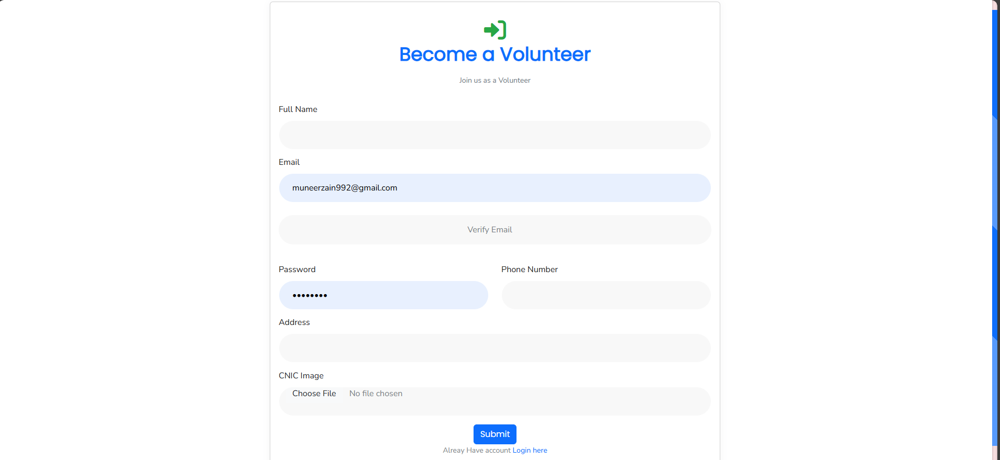 Become a Volunteer
Join us as a Volunteer
Full Name
Email
muneerzain992@gmail.com
Verify Email
Password Phone Number
••••••••
Address
CNIC Image
Choose File No file chosen
Submit
Alreay Have account Login here